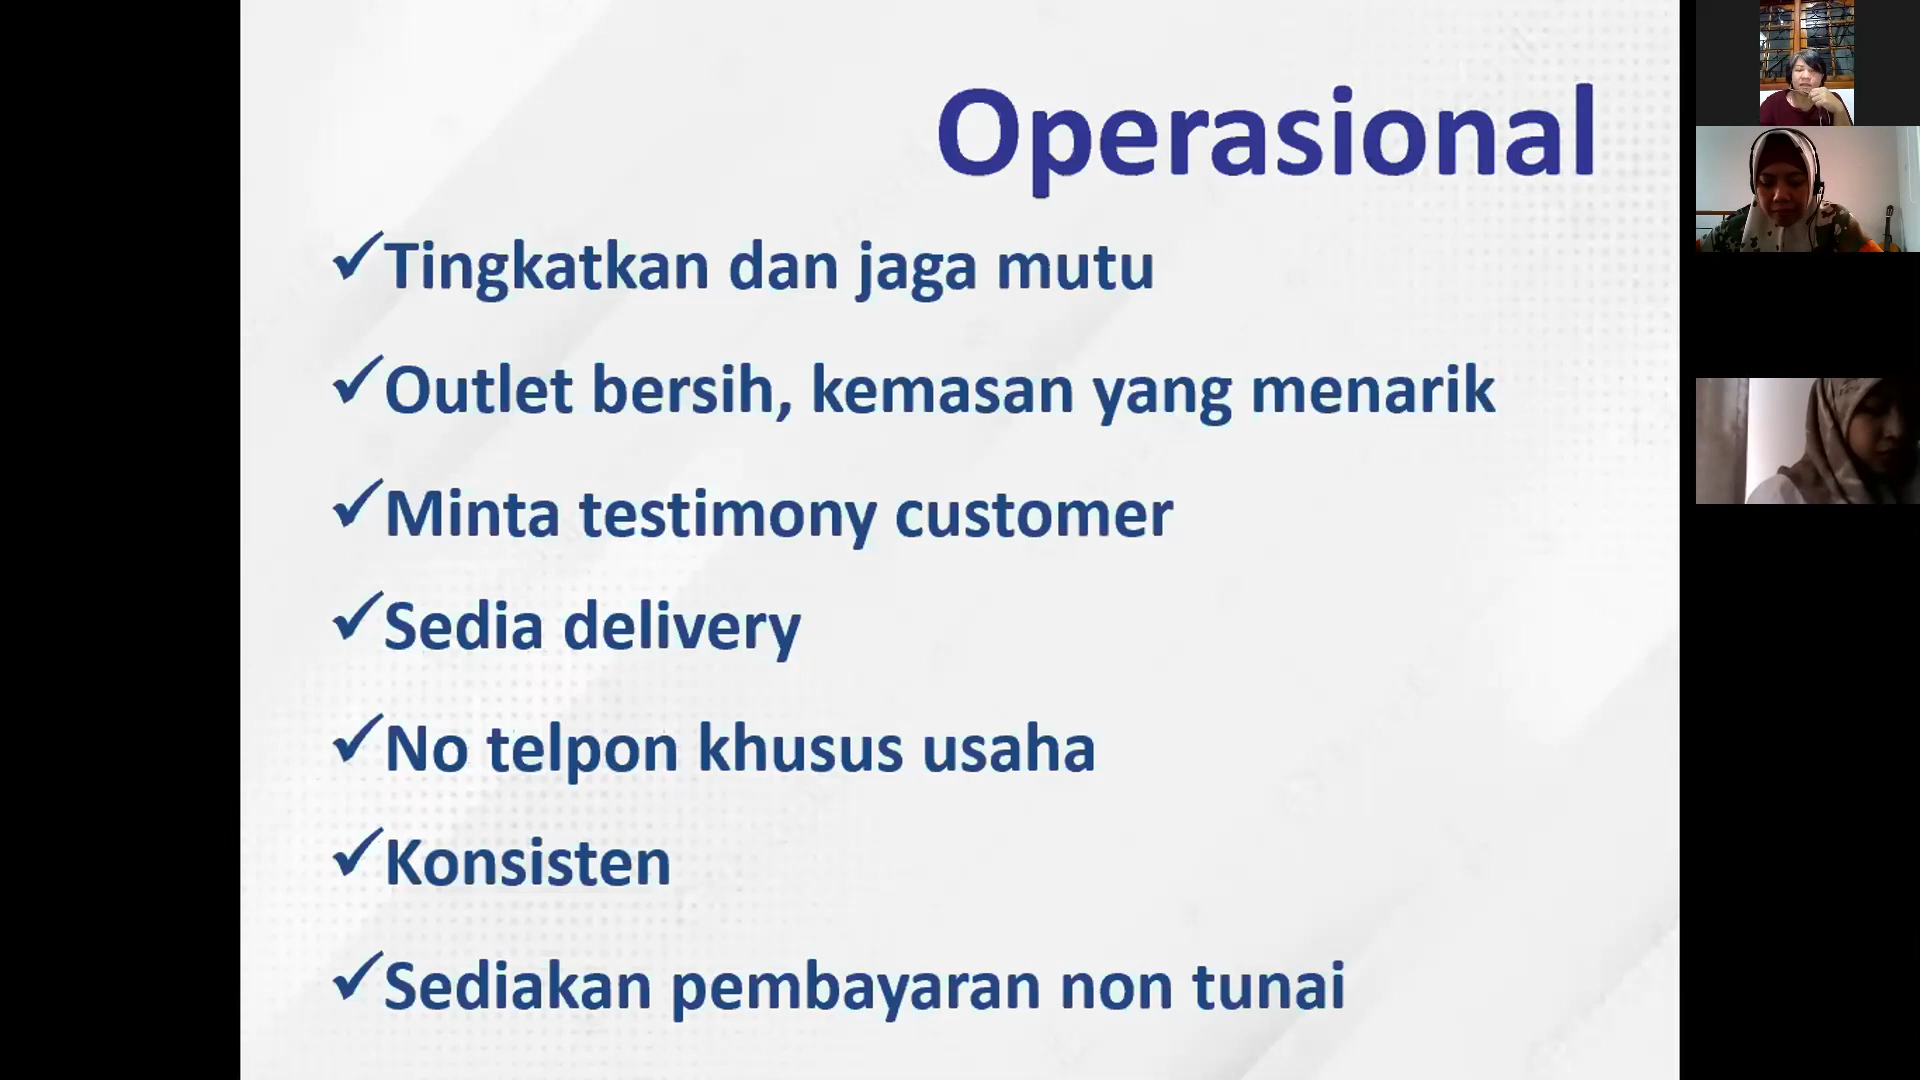 Operasional
✓Tingkatkan dan jaga mutu
✓Outlet bersih, kemasan yang menarik
✓Minta testimony customer
✓Sedia delivery
✓No telpon khusus usaha
✓Konsisten
✓Sediakan pembayaran non tunai